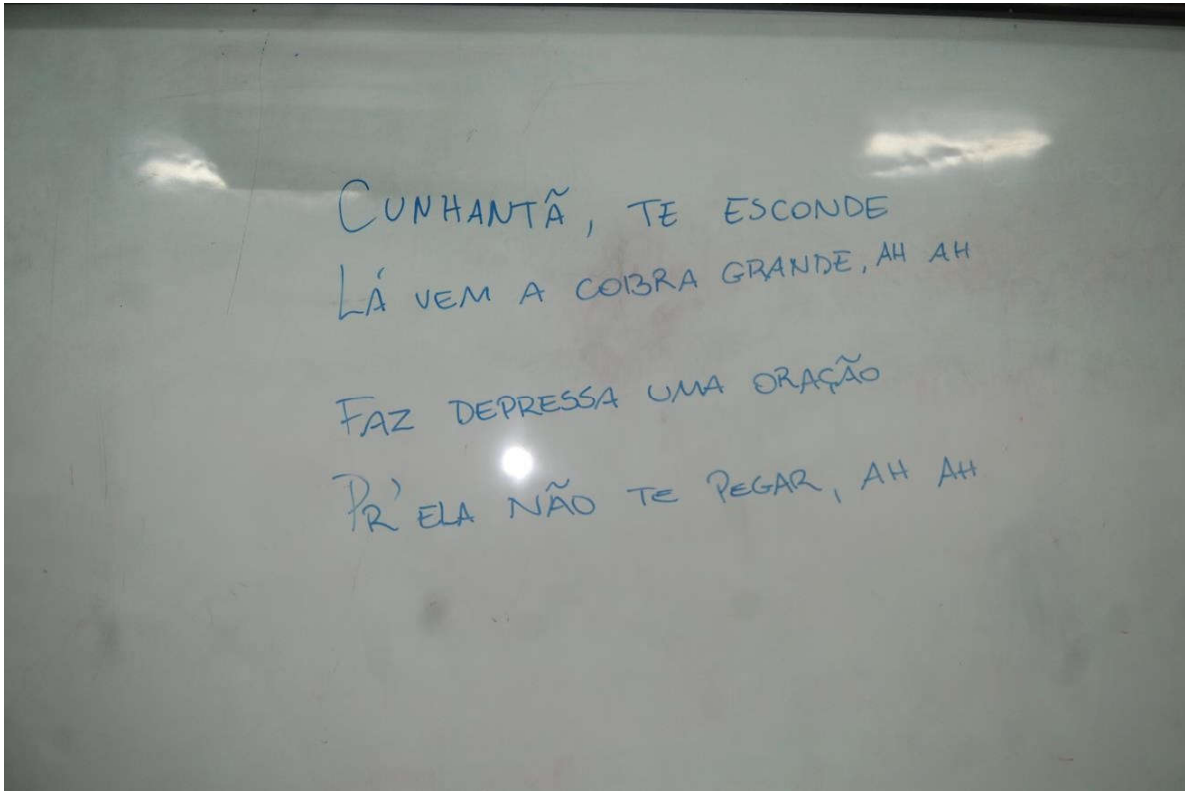 CUNHANTÃ, TE ESCONDE
LÁ VEM A COBRA GRANDE, AH AH
FAZ DEPRESSA UMA ORAÇÃO
PR'ELA NÃO TE PEGAR, AH AH